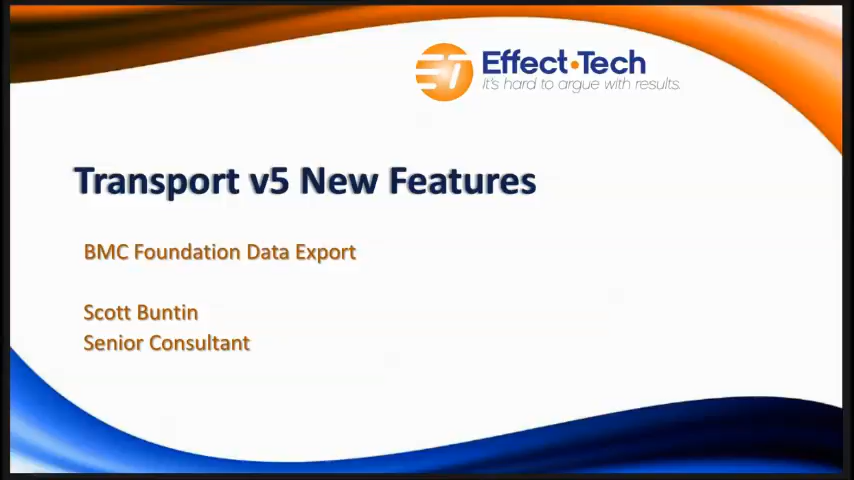 Effect•Tech
it's hard to argue with results.
Transport v5 New Features
BMC Foundation Data Export
Scott Buntin
Senior Consultant